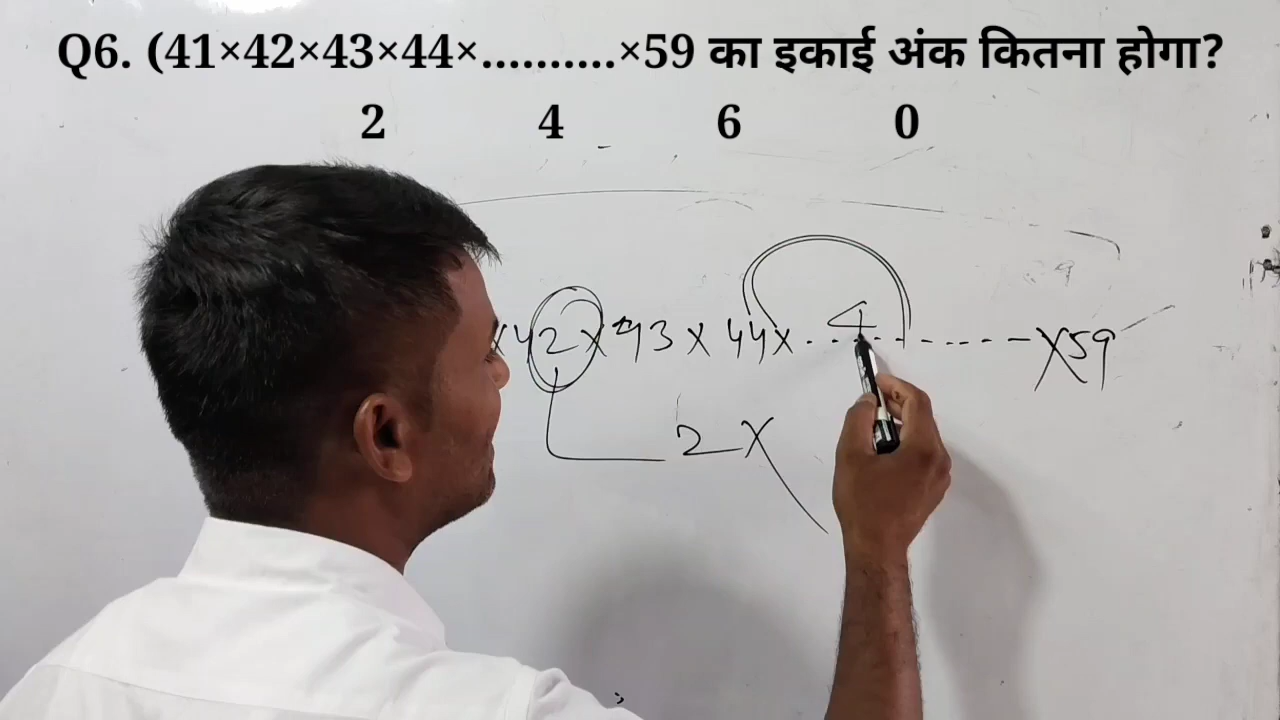 Q6. (41×42×43×44×..........×59 का इकाई अंक कितना होगा?
2 4 6 0
×42×43×44×...4...-----×59
2×